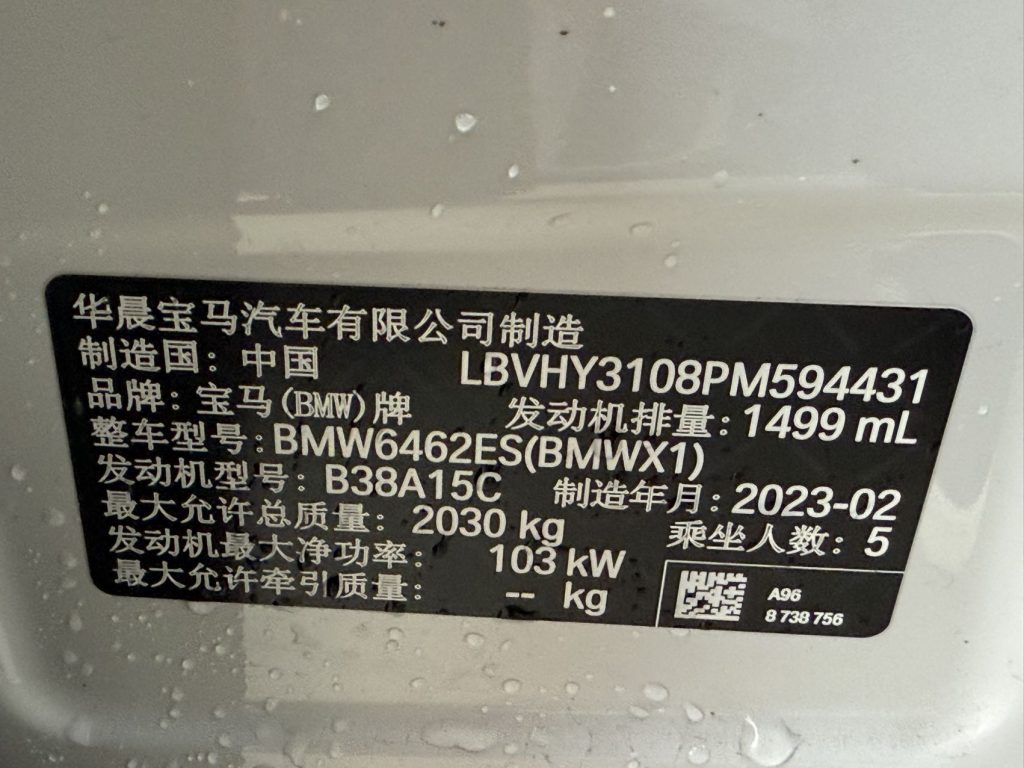 华晨宝马汽车有限公司制造
制造国：中国 LBVHY3108PM594431
品牌：宝马(BMW)牌 发动机排量：1499 mL
整车型号：BMW6462ES(BMWX1)
发动机型号：B38A15C 制造年月：2023-02
最大允许总质量：2030 kg 乘坐人数：5
发动机最大净功率：103 kW
最大允许牵引质量：-- kg
A96
8 738 756